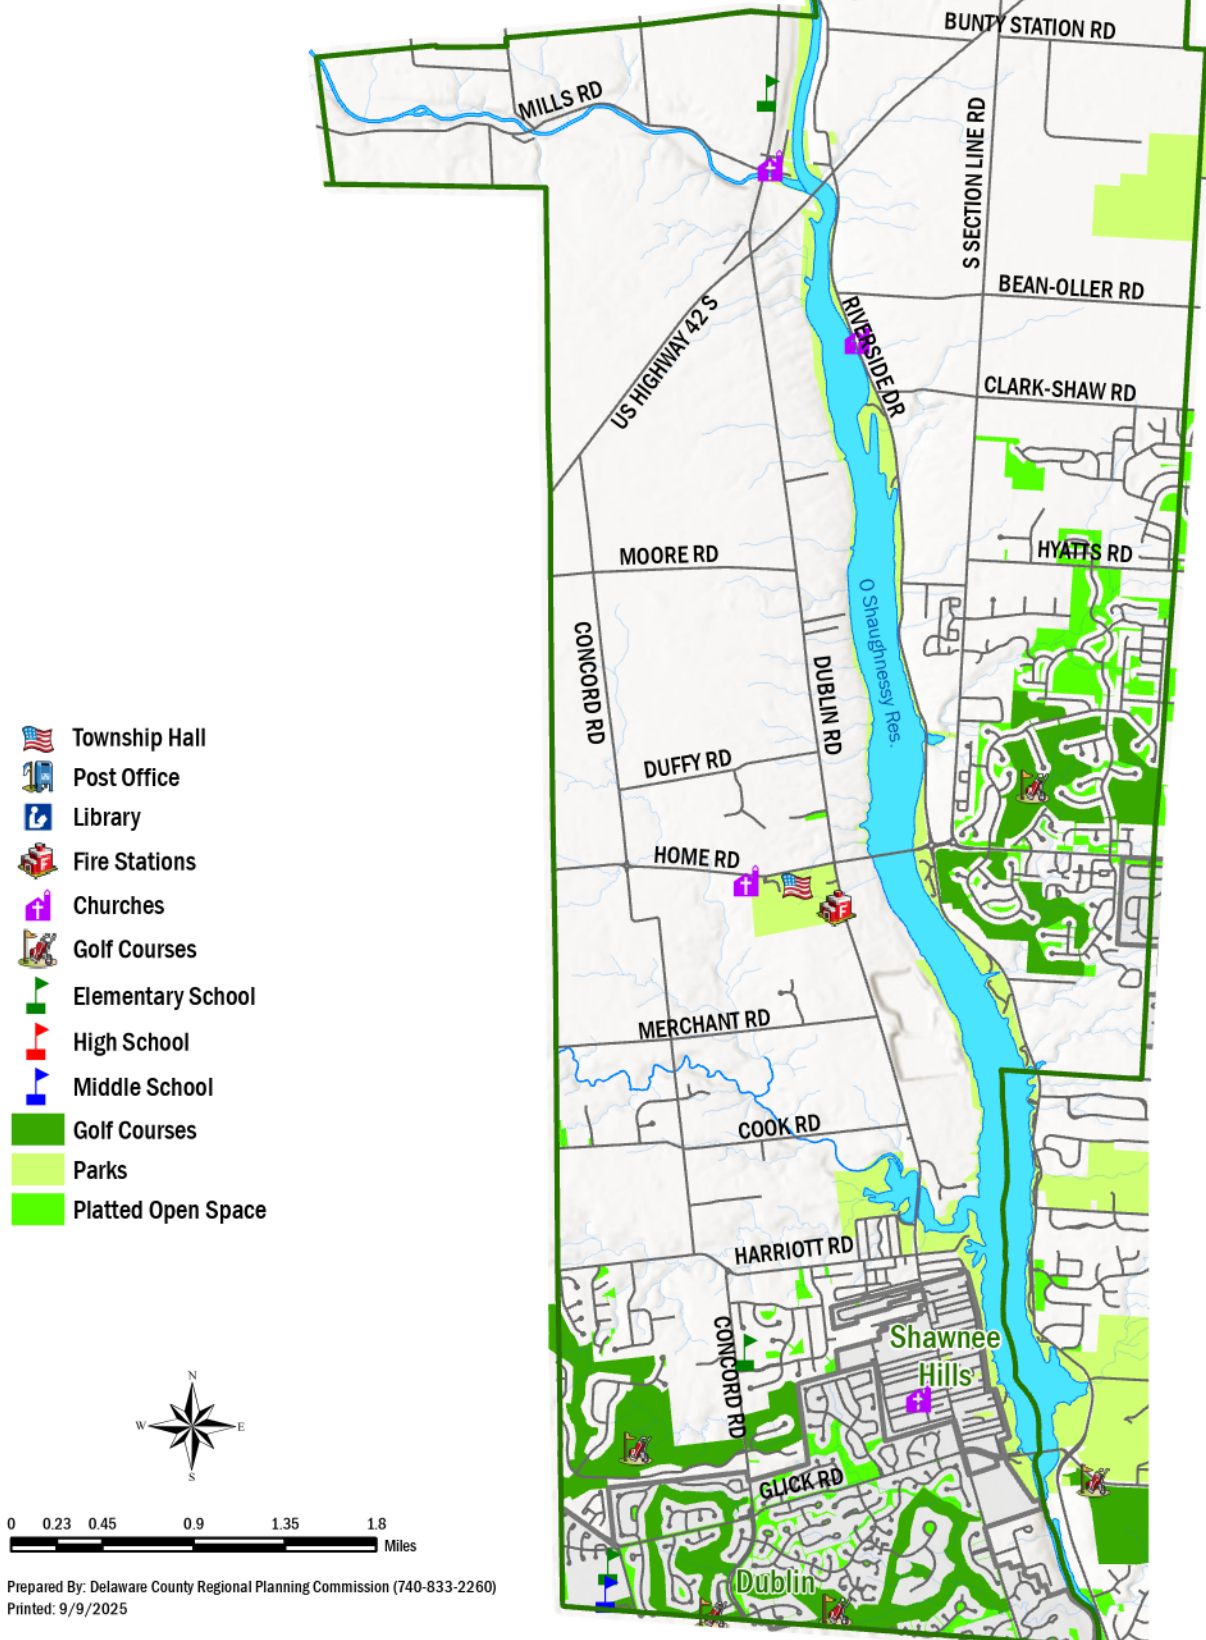 BUNTY STATION RD
MILLS RD
S SECTION LINE RD
BEAN-OLLER RD
US HIGHWAY 42 S
RIVERSIDE DR
CLARK-SHAW RD
MOORE RD
HYATTS RD
O Shaughnessy Res.
CONCORD RD
DUBLIN RD
DUFFY RD
HOME RD
MERCHANT RD
COOK RD
HARRIOTT RD
CONCORD RD
Shawnee
Hills
GLICK RD
Dublin
Township Hall
Post Office
Library
Fire Stations
Churches
Golf Courses
Elementary School
High School
Middle School
Golf Courses
Parks
Platted Open Space
N
W E
S
0 0.23 0.45 0.9 1.35 1.8
Miles
Prepared By: Delaware County Regional Planning Commission (740-833-2260)
Printed: 9/9/2025